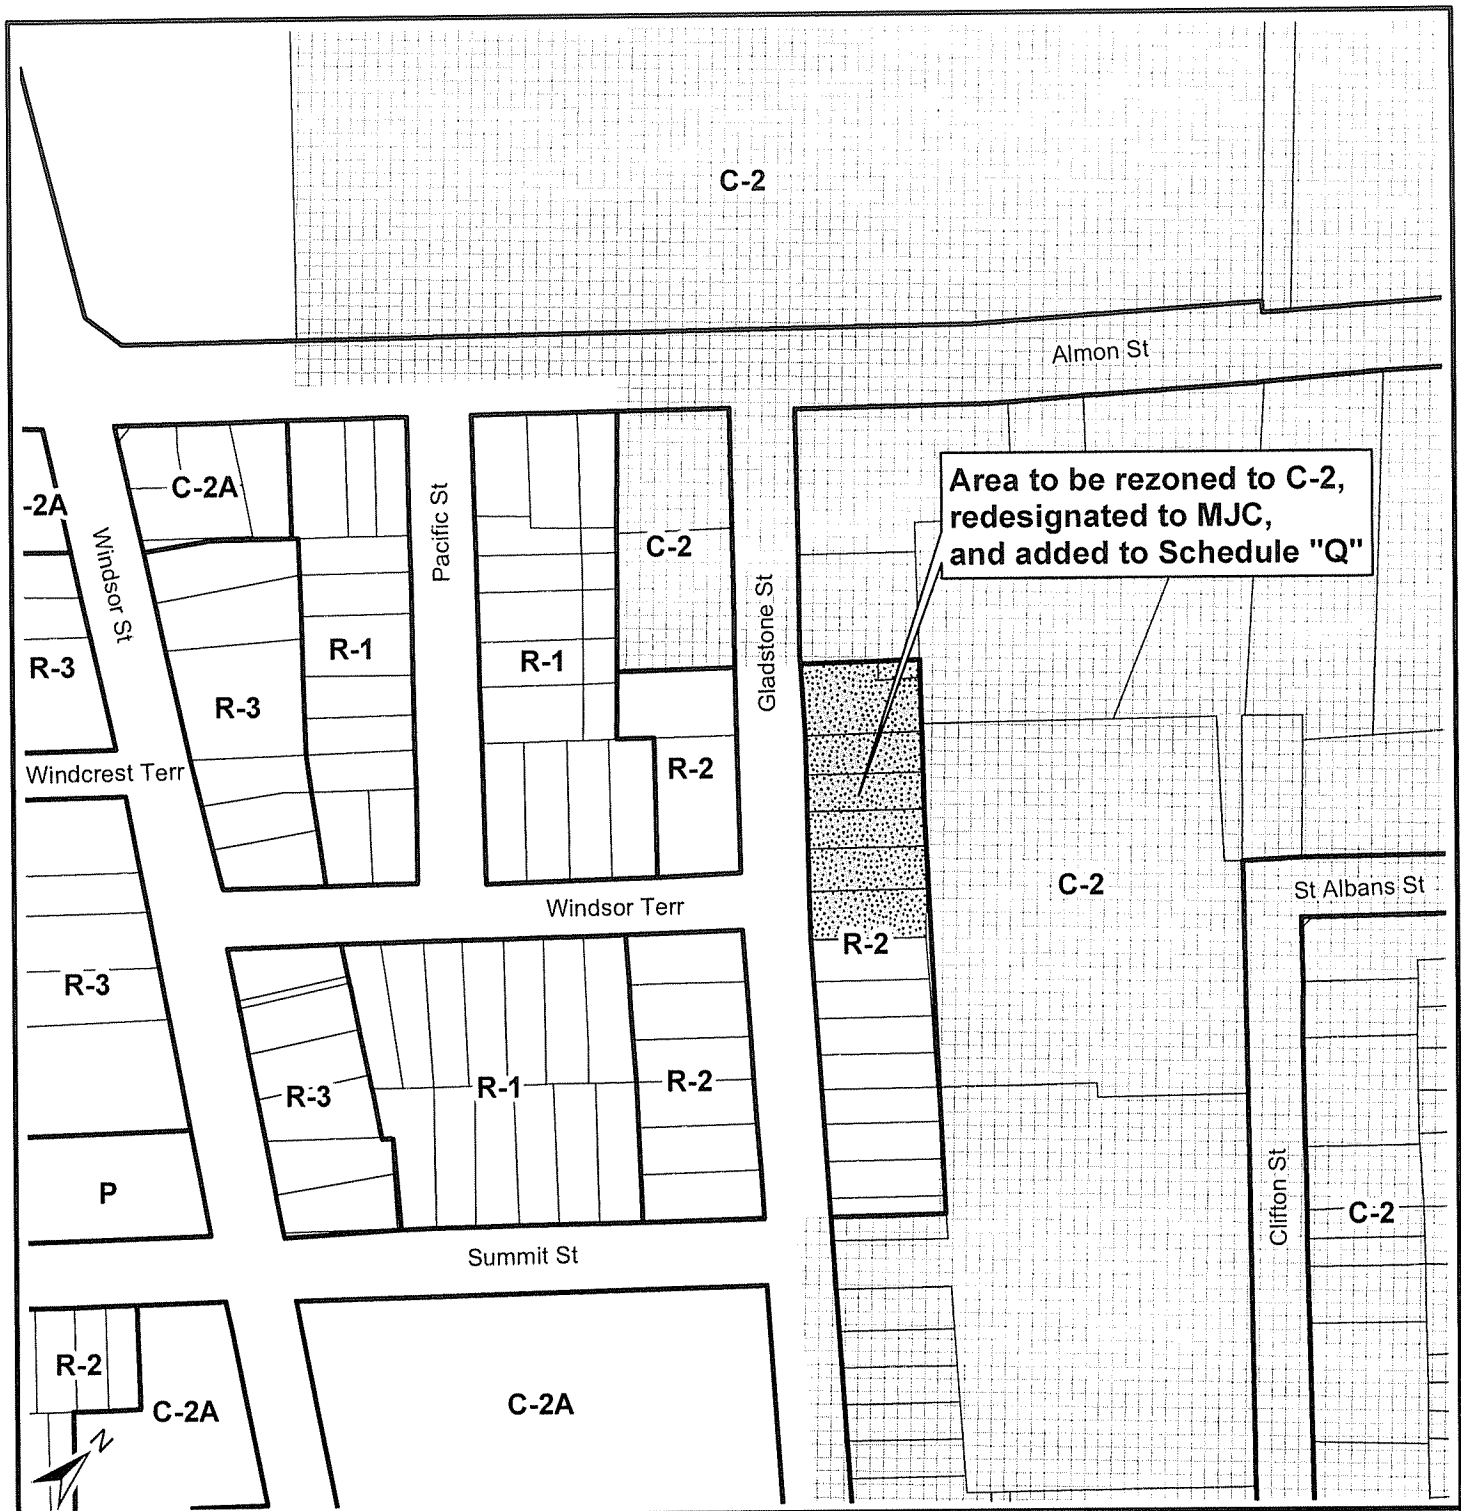 C-2
Almon St
Area to be rezoned to C-2,
redesignated to MJC,
and added to Schedule "Q"
C-2A
-2A
Windsor St
Pacific St
C-2
Gladstone St
R-3
R-1
R-1
R-3
Windcrest Terr
R-2
C-2
St Albans St
Windsor Terr
R-2
R-3
R-3
R-1
R-2
P
Clifton St
C-2
Summit St
R-2
C-2A
C-2A
N